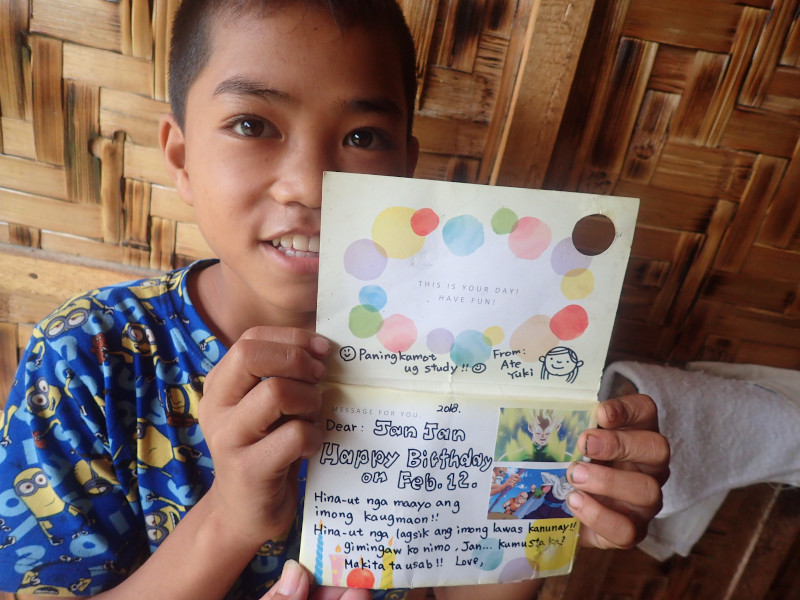 THIS IS YOUR DAY!
HAVE FUN!
Paningkamot From:
ug study!! Ate
Yuki
MESSAGE FOR YOU 2018.
Dear: Jan Jan
Happy Birthday
on Feb. 12.
Hina-ut nga maayo ang
imong kaugmaon!!
Hina-ut nga lagsik ang imong lawas kanunay!!
gimingaw ko nimo, Jan... kumusta ka?
Makita ta usab!! Love,